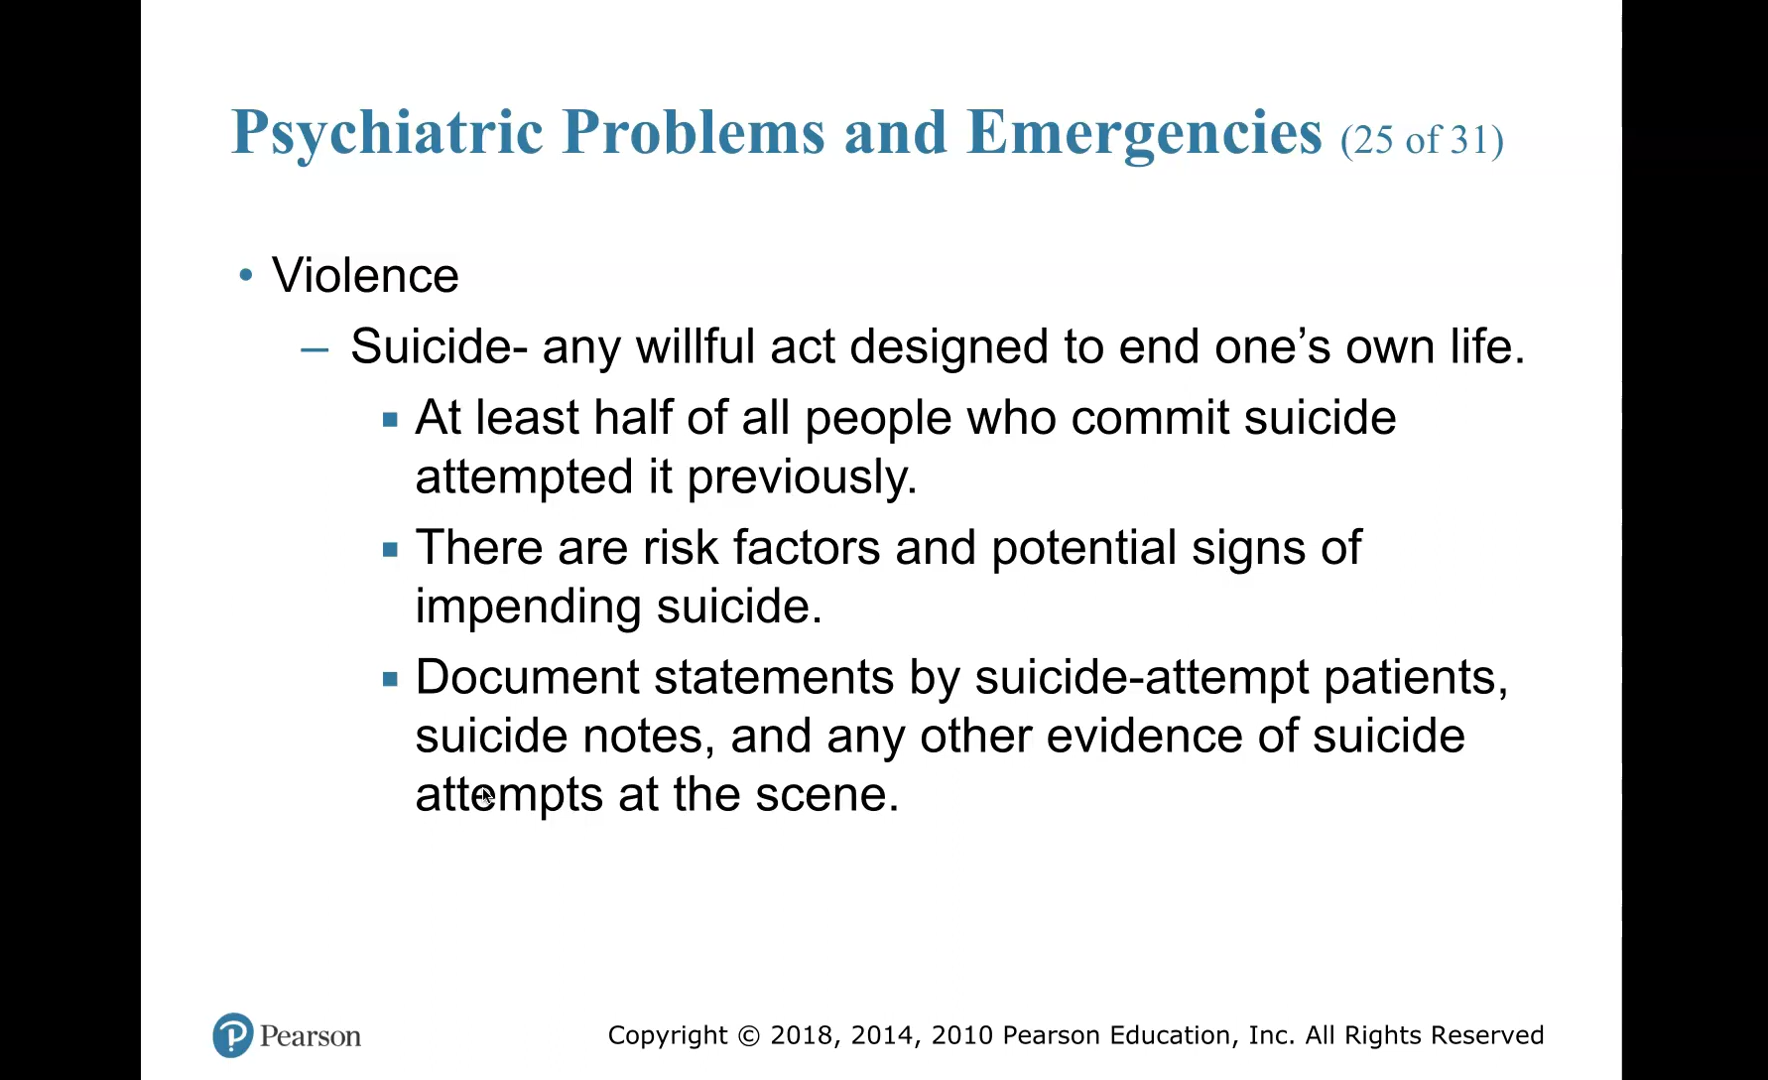 Psychiatric Problems and Emergencies (25 of 31)
• Violence
– Suicide- any willful act designed to end one’s own life.
▪ At least half of all people who commit suicide
attempted it previously.
▪ There are risk factors and potential signs of
impending suicide.
▪ Document statements by suicide-attempt patients,
suicide notes, and any other evidence of suicide
attempts at the scene.
Pearson
Copyright © 2018, 2014, 2010 Pearson Education, Inc. All Rights Reserved